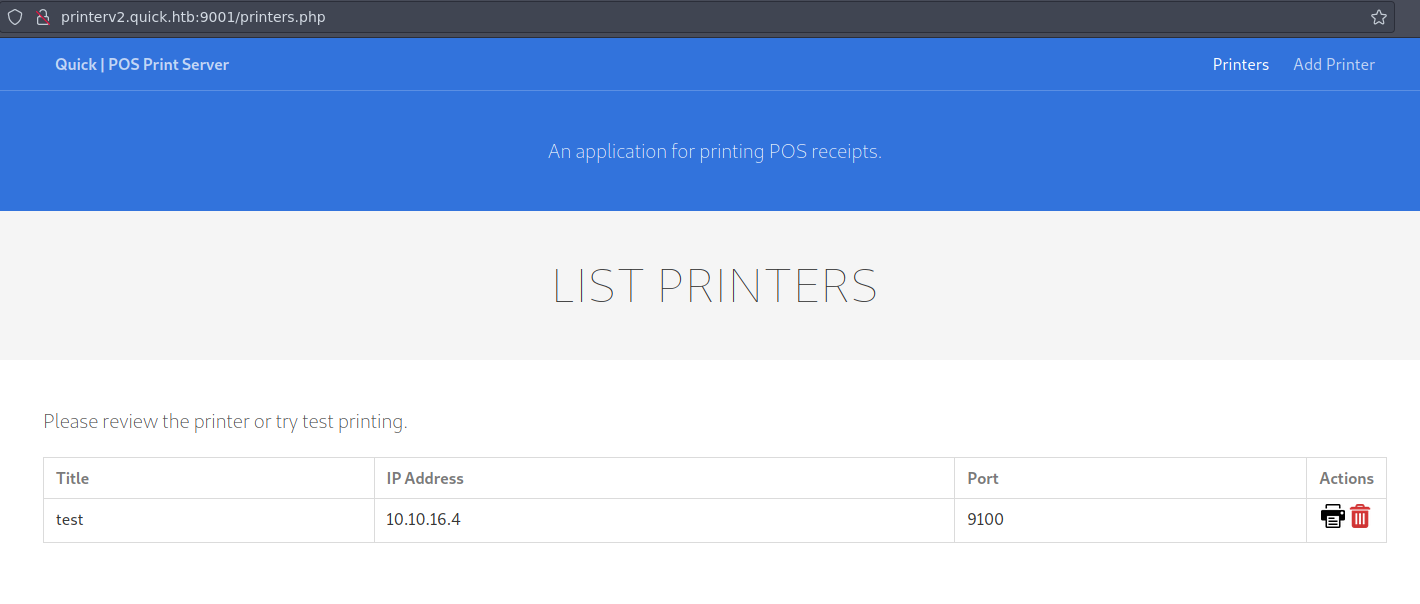 printerv2.quick.htb:9001/printers.php
Quick | POS Print Server Printers Add Printer
An application for printing POS receipts.
LIST PRINTERS
Please review the printer or try test printing.
Title IP Address Port Actions
test 10.10.16.4 9100